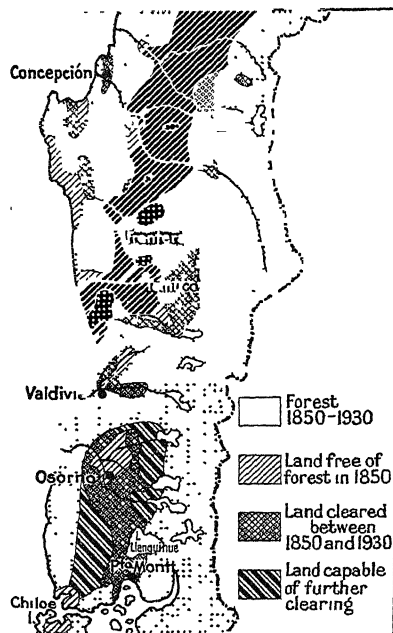 Concepción
Valdivia
Osorno
L.
Llanquihue
Pto Montt
Chiloe
I.
Forest
1850-1930
Land free of
forest in 1850
Land cleared
between
1850 and 1930
Land capable
of further
clearing